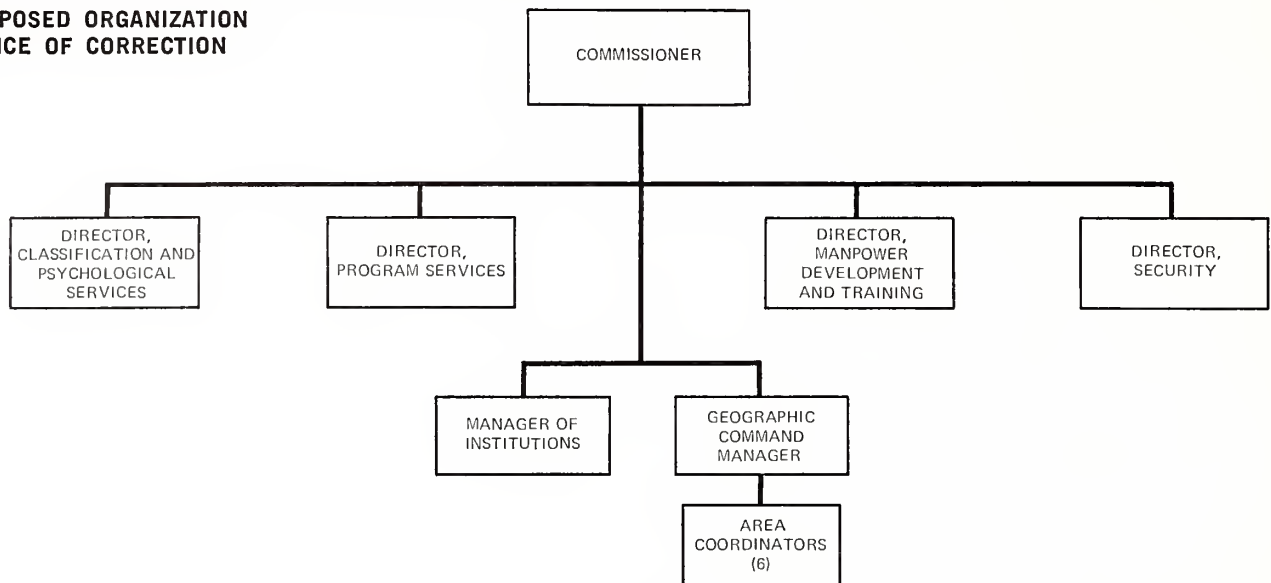 POSED ORGANIZATION
ICE OF CORRECTION
COMMISSIONER
DIRECTOR,
CLASSIFICATION AND
PSYCHOLOGICAL
SERVICES
DIRECTOR,
PROGRAM SERVICES
DIRECTOR,
MANPOWER
DEVELOPMENT
AND TRAINING
DIRECTOR,
SECURITY
MANAGER OF
INSTITUTIONS
GEOGRAPHIC
COMMAND
MANAGER
AREA
COORDINATORS
(6)